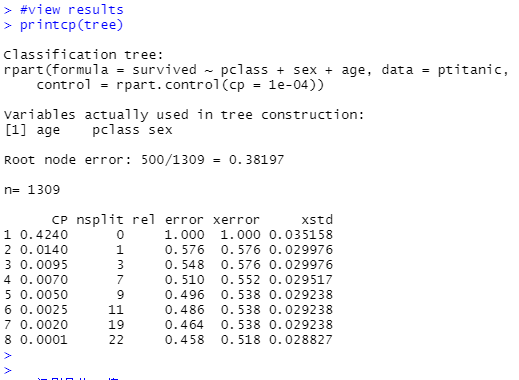 > #view results
> printcp(tree)
Classification tree:
rpart(formula = survived ~ pclass + sex + age, data = ptitanic,
    control = rpart.control(cp = 1e-04))
Variables actually used in tree construction:
[1] age    pclass sex
Root node error: 500/1309 = 0.38197
n= 1309
      CP nsplit rel error xerror     xstd
1 0.4240      0     1.000  1.000 0.035158
2 0.0140      1     0.576  0.576 0.029976
3 0.0095      3     0.548  0.576 0.029976
4 0.0070      7     0.510  0.552 0.029517
5 0.0050      9     0.496  0.538 0.029238
6 0.0025     11     0.486  0.538 0.029238
7 0.0020     19     0.464  0.538 0.029238
8 0.0001     22     0.458  0.518 0.028827
>
>